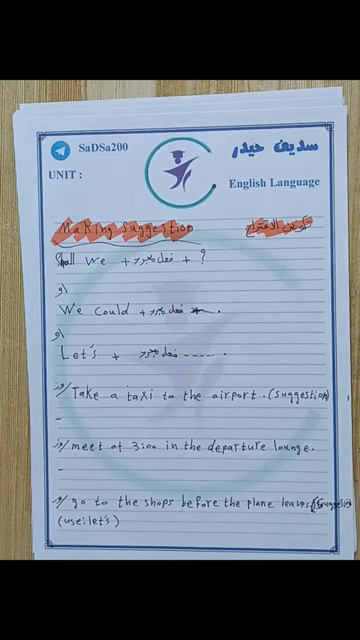 SaDSa200
سديف حيدر
UNIT :
English Language
Making Suggestion
تكوين الاقتراح
Shall we + فعل مجرد + ?
او
We Could + فعل مجرد .
او
Let's + فعل مجرد ----- .
Take a taxi to the airport. (Suggestion)
-
meet at 3:00 in the departure lounge.
-
go to the shops before the plane leaves (Suggestion
(use: let's)